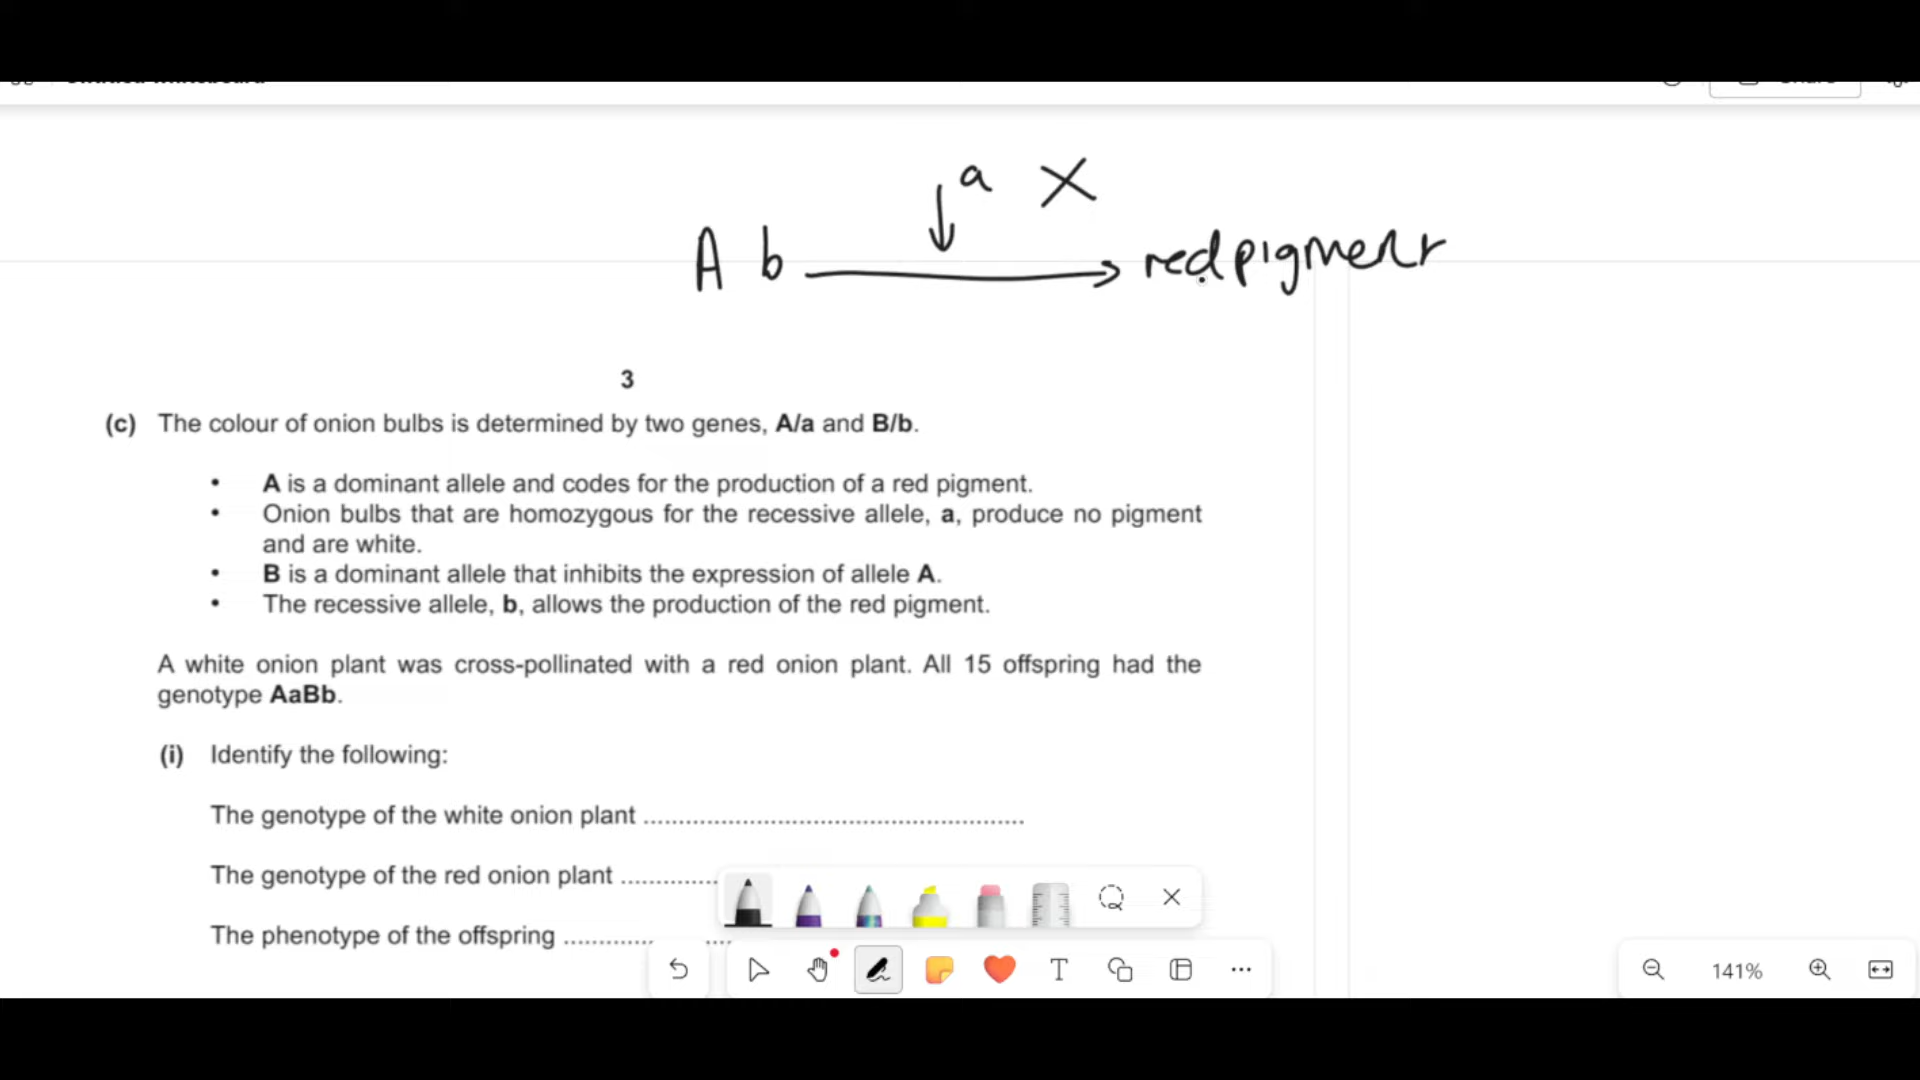 a X
A b → red pigment
3
(c) The colour of onion bulbs is determined by two genes, A/a and B/b.
• A is a dominant allele and codes for the production of a red pigment.
• Onion bulbs that are homozygous for the recessive allele, a, produce no pigment
and are white.
• B is a dominant allele that inhibits the expression of allele A.
• The recessive allele, b, allows the production of the red pigment.
A white onion plant was cross-pollinated with a red onion plant. All 15 offspring had the
genotype AaBb.
(i) Identify the following:
The genotype of the white onion plant ......................................................
The genotype of the red onion plant ..............
The phenotype of the offspring ............. ....
T
141%